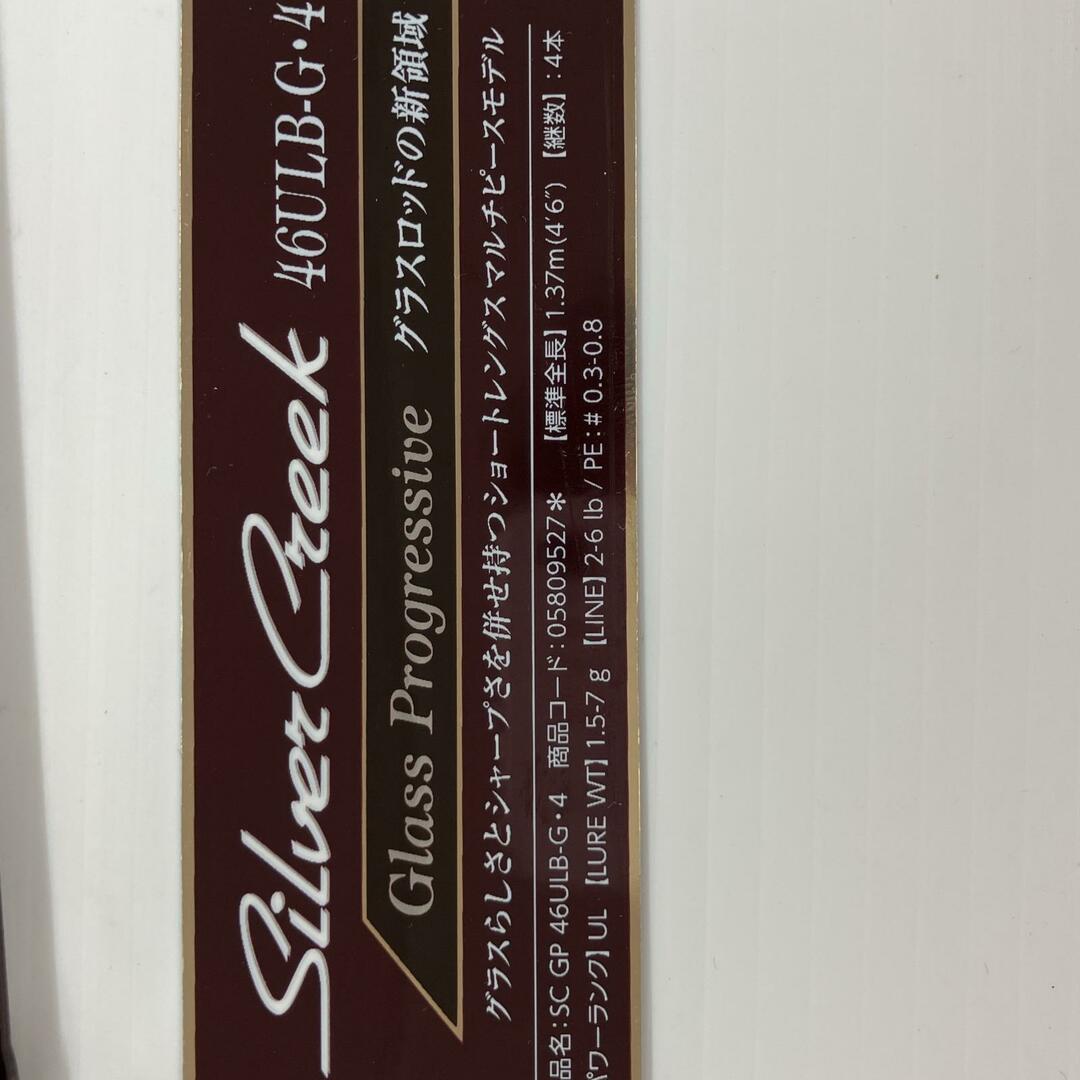 Silver Creek 46ULB-G・4
Glass Progressive グラスロッドの新領域
グラスらしさとシャープさを併せ持つショートレングスマルチピースモデル
品名：SC GP 46ULB-G・4 商品コード：05809527＊ 【標準全長】1.37m(4′6″) 【継数】：4本
パワーランク】UL 【LURE WT】1.5-7 g 【LINE】2-6 lb / PE：# 0.3-0.8